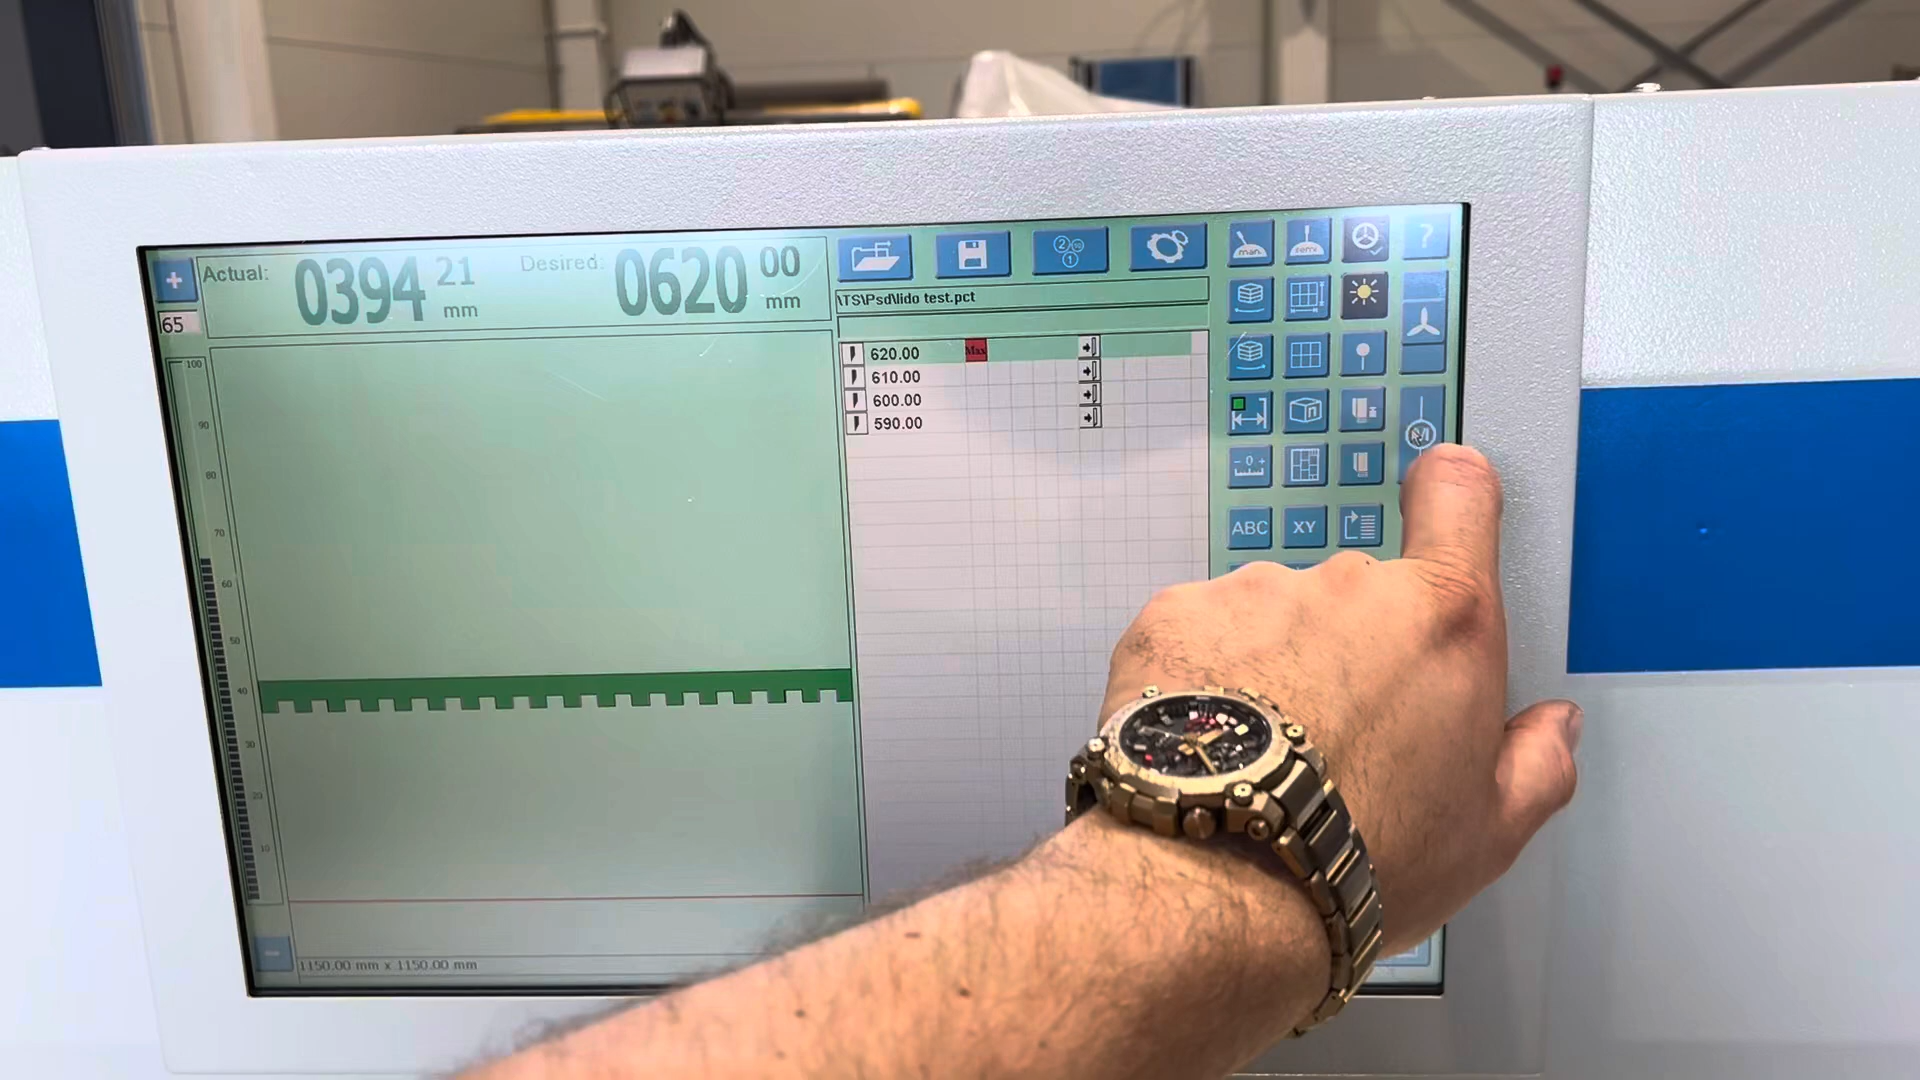 +
Actual: 0394 21 mm
Desired: 0620 00 mm
65
\TS\Psd\lido test.pct
620.00 Max
610.00
600.00
590.00
man.
?
n
- 0 +
ABC XY
100
90
80
70
60
50
40
30
20
10
1150.00 mm x 1150.00 mm